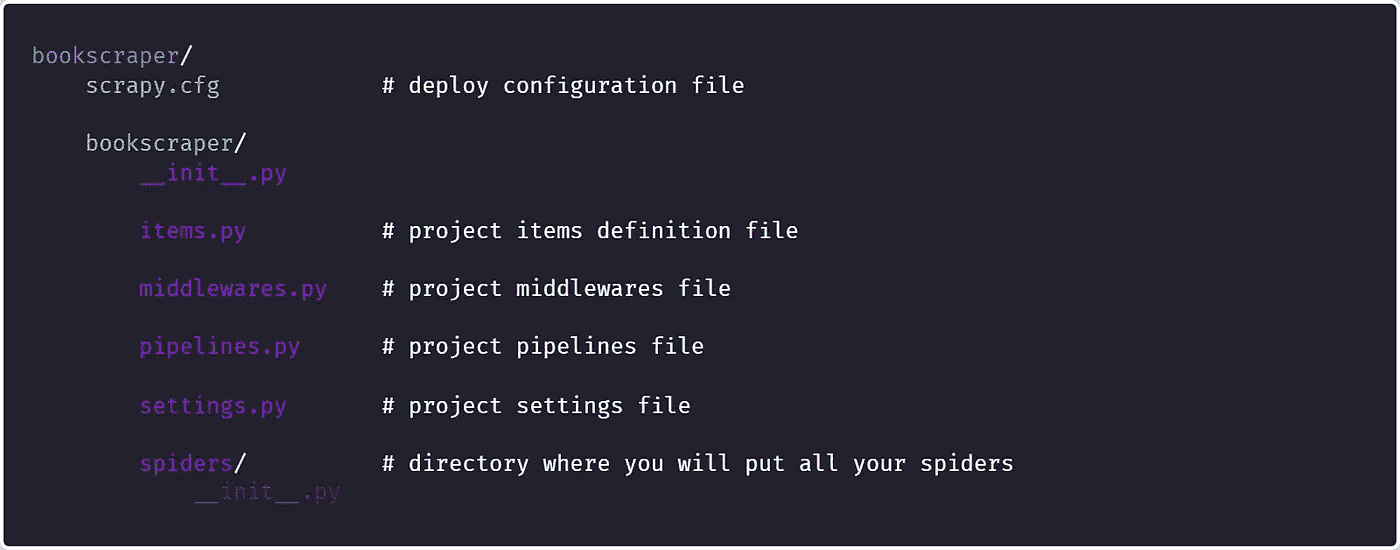 bookscraper/
scrapy.cfg # deploy configuration file
bookscraper/
__init__.py
items.py # project items definition file
middlewares.py # project middlewares file
pipelines.py # project pipelines file
settings.py # project settings file
spiders/ # directory where you will put all your spiders
__init__.py